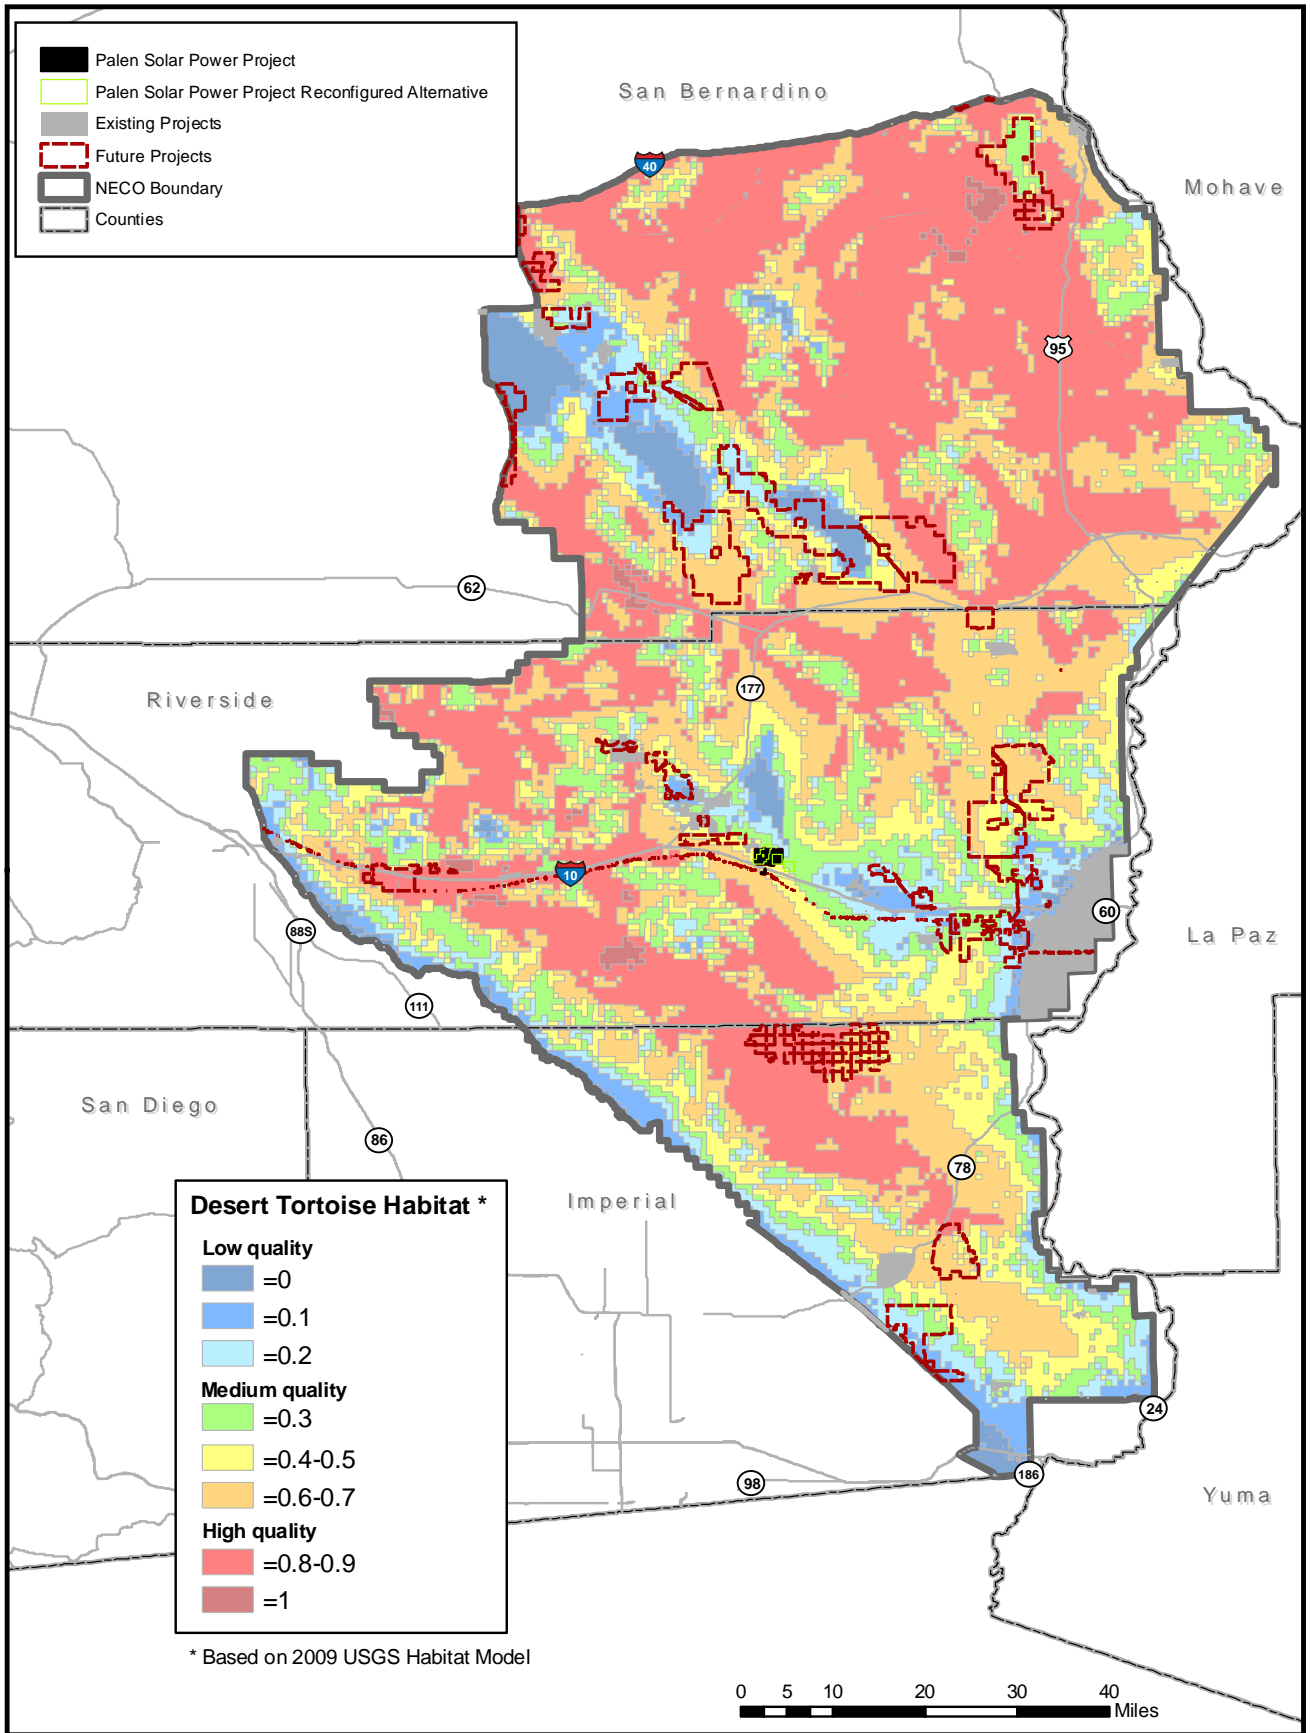 Palen Solar Power Project
Palen Solar Power Project Reconfigured Alternative
Existing Projects
Future Projects
NECO Boundary
Counties
San Bernardino
Mohave
40
95
62
177
Riverside
10
60
88S
La Paz
111
San Diego
86
78
Imperial
Desert Tortoise Habitat *
Low quality
=0
=0.1
=0.2
Medium quality
=0.3
=0.4-0.5
=0.6-0.7
High quality
=0.8-0.9
=1
24
98
186
Yuma
* Based on 2009 USGS Habitat Model
0 5 10 20 30 40
Miles